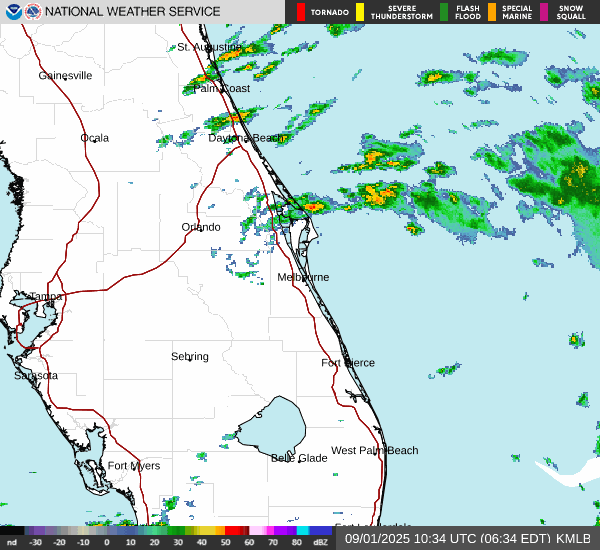 NATIONAL WEATHER SERVICE
TORNADO
SEVERE
THUNDERSTORM
FLASH
FLOOD
SPECIAL
MARINE
SNOW
SQUALL
St. Augustine
Gainesville
Palm Coast
Ocala
Daytona Beach
Orlando
Melbourne
Tampa
Sebring
Fort Pierce
Sarasota
West Palm Beach
Belle Glade
Fort Myers
nd -30 -20 -10 0 10 20 30 40 50 60 70 80 dBZ
09/01/2025 10:34 UTC (06:34 EDT) KMLB